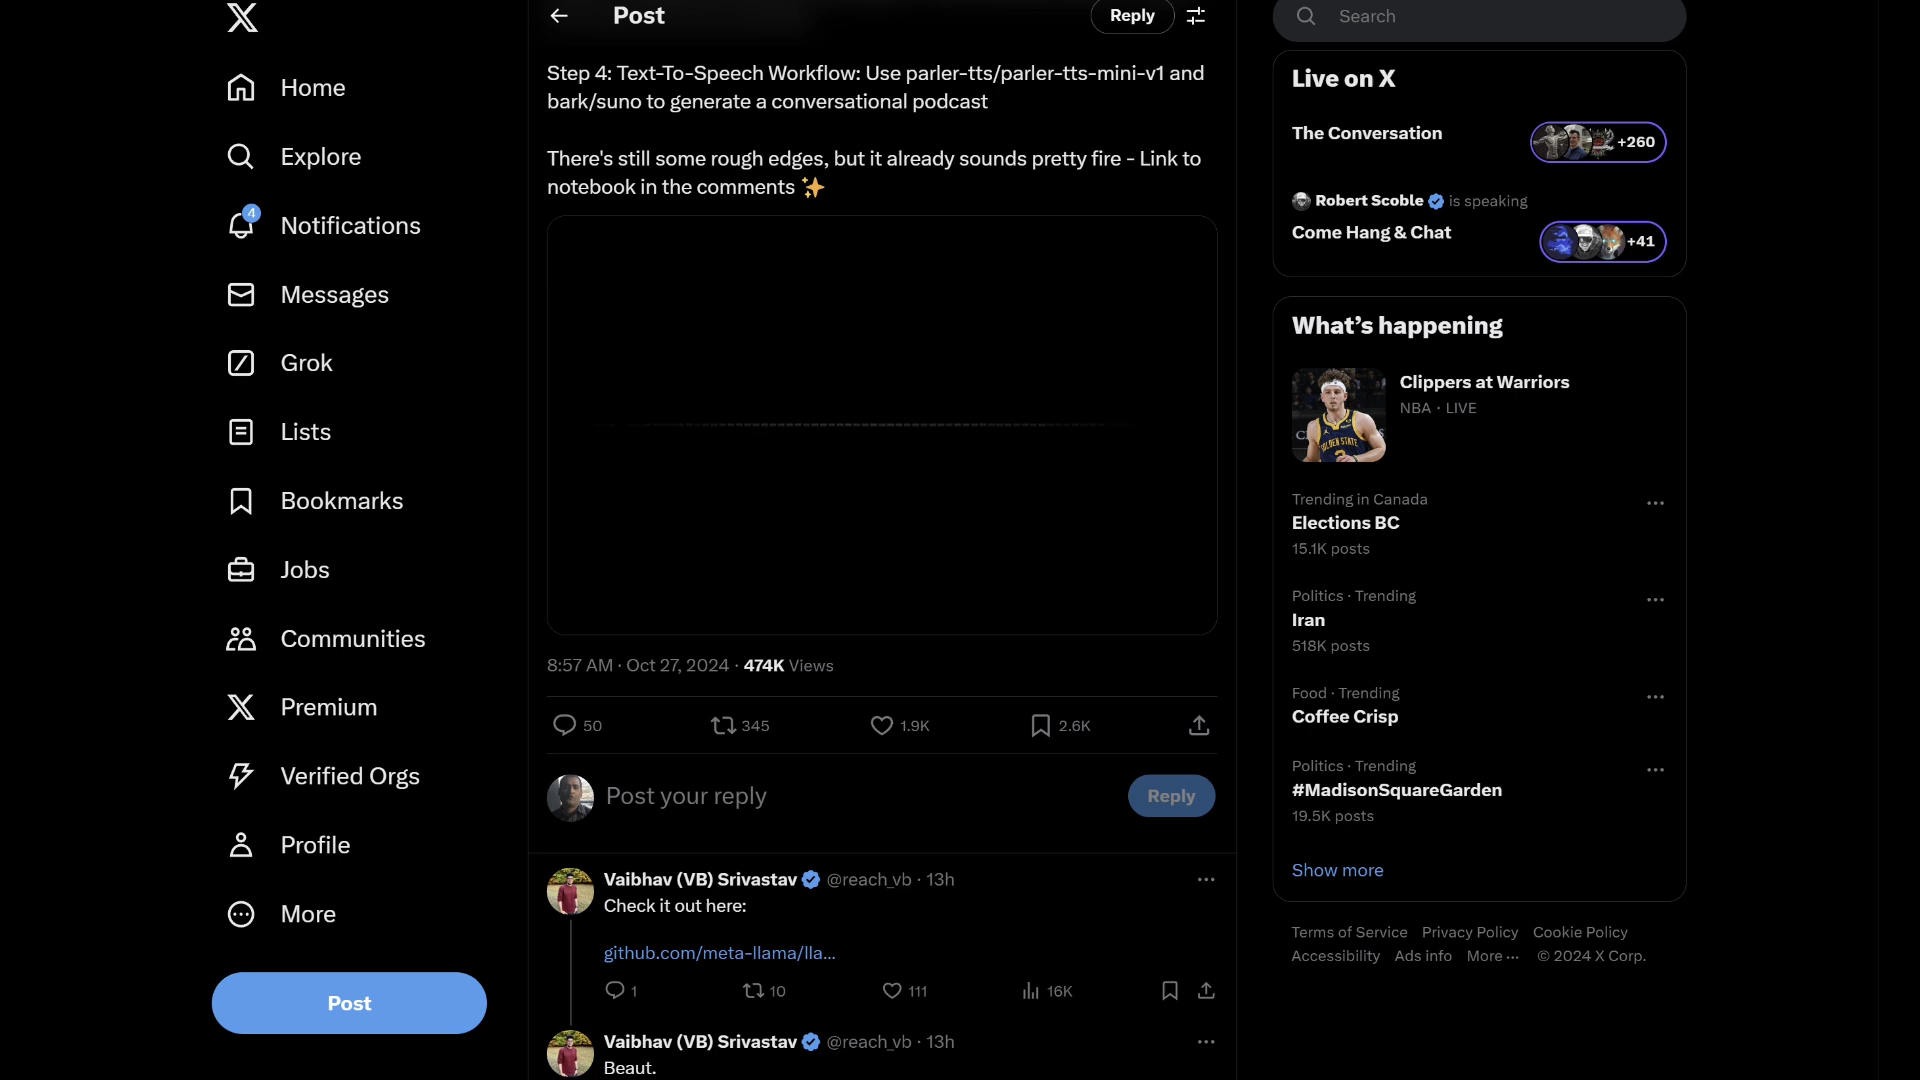 Home
Explore
4
Notifications
Messages
Grok
Lists
Bookmarks
Jobs
Communities
Premium
Verified Orgs
Profile
More
Post
Post
Reply
Step 4: Text-To-Speech Workflow: Use parler-tts/parler-tts-mini-v1 and
bark/suno to generate a conversational podcast
There's still some rough edges, but it already sounds pretty fire - Link to
notebook in the comments ✨
8:57 AM · Oct 27, 2024 · 474K Views
50
345
1.9K
2.6K
Post your reply
Reply
Vaibhav (VB) Srivastav @reach_vb · 13h
Check it out here:
github.com/meta-llama/lla...
1
10
111
16K
Vaibhav (VB) Srivastav @reach_vb · 13h
Beaut.
Search
Live on X
The Conversation
+260
Robert Scoble is speaking
Come Hang & Chat
+41
What's happening
GOLDEN STATE
2
Clippers at Warriors
NBA · LIVE
Trending in Canada
Elections BC
15.1K posts
Politics · Trending
Iran
518K posts
Food · Trending
Coffee Crisp
Politics · Trending
#MadisonSquareGarden
19.5K posts
Show more
Terms of Service Privacy Policy Cookie Policy
Accessibility Ads info More ··· © 2024 X Corp.